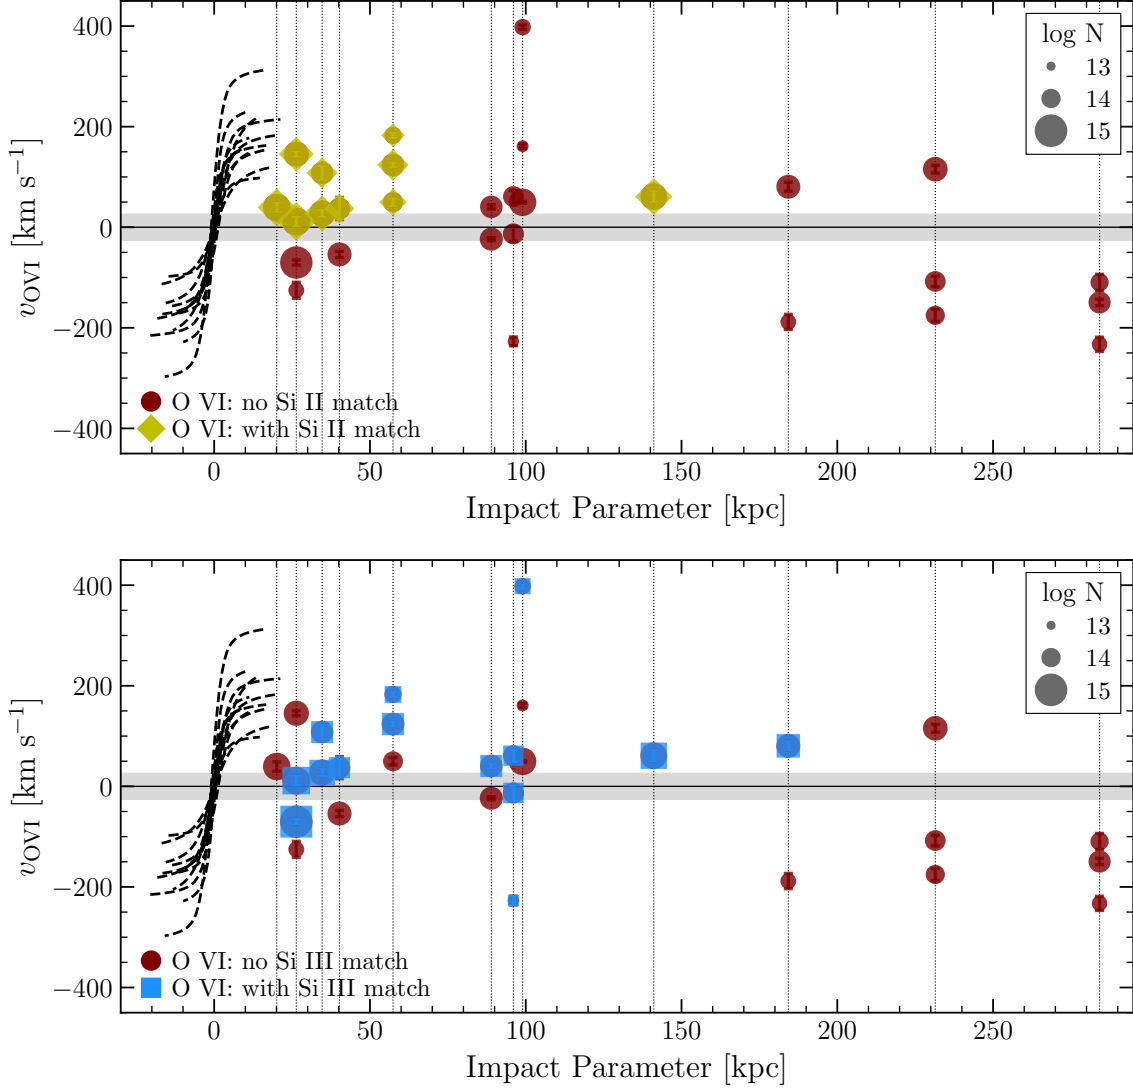 400
200
0
−200
−400
v_OVI [km s⁻¹]
log N
13
14
15
O VI: no Si II match
O VI: with Si II match
0 50 100 150 200 250
Impact Parameter [kpc]
400
200
0
−200
−400
v_OVI [km s⁻¹]
log N
13
14
15
O VI: no Si III match
O VI: with Si III match
0 50 100 150 200 250
Impact Parameter [kpc]